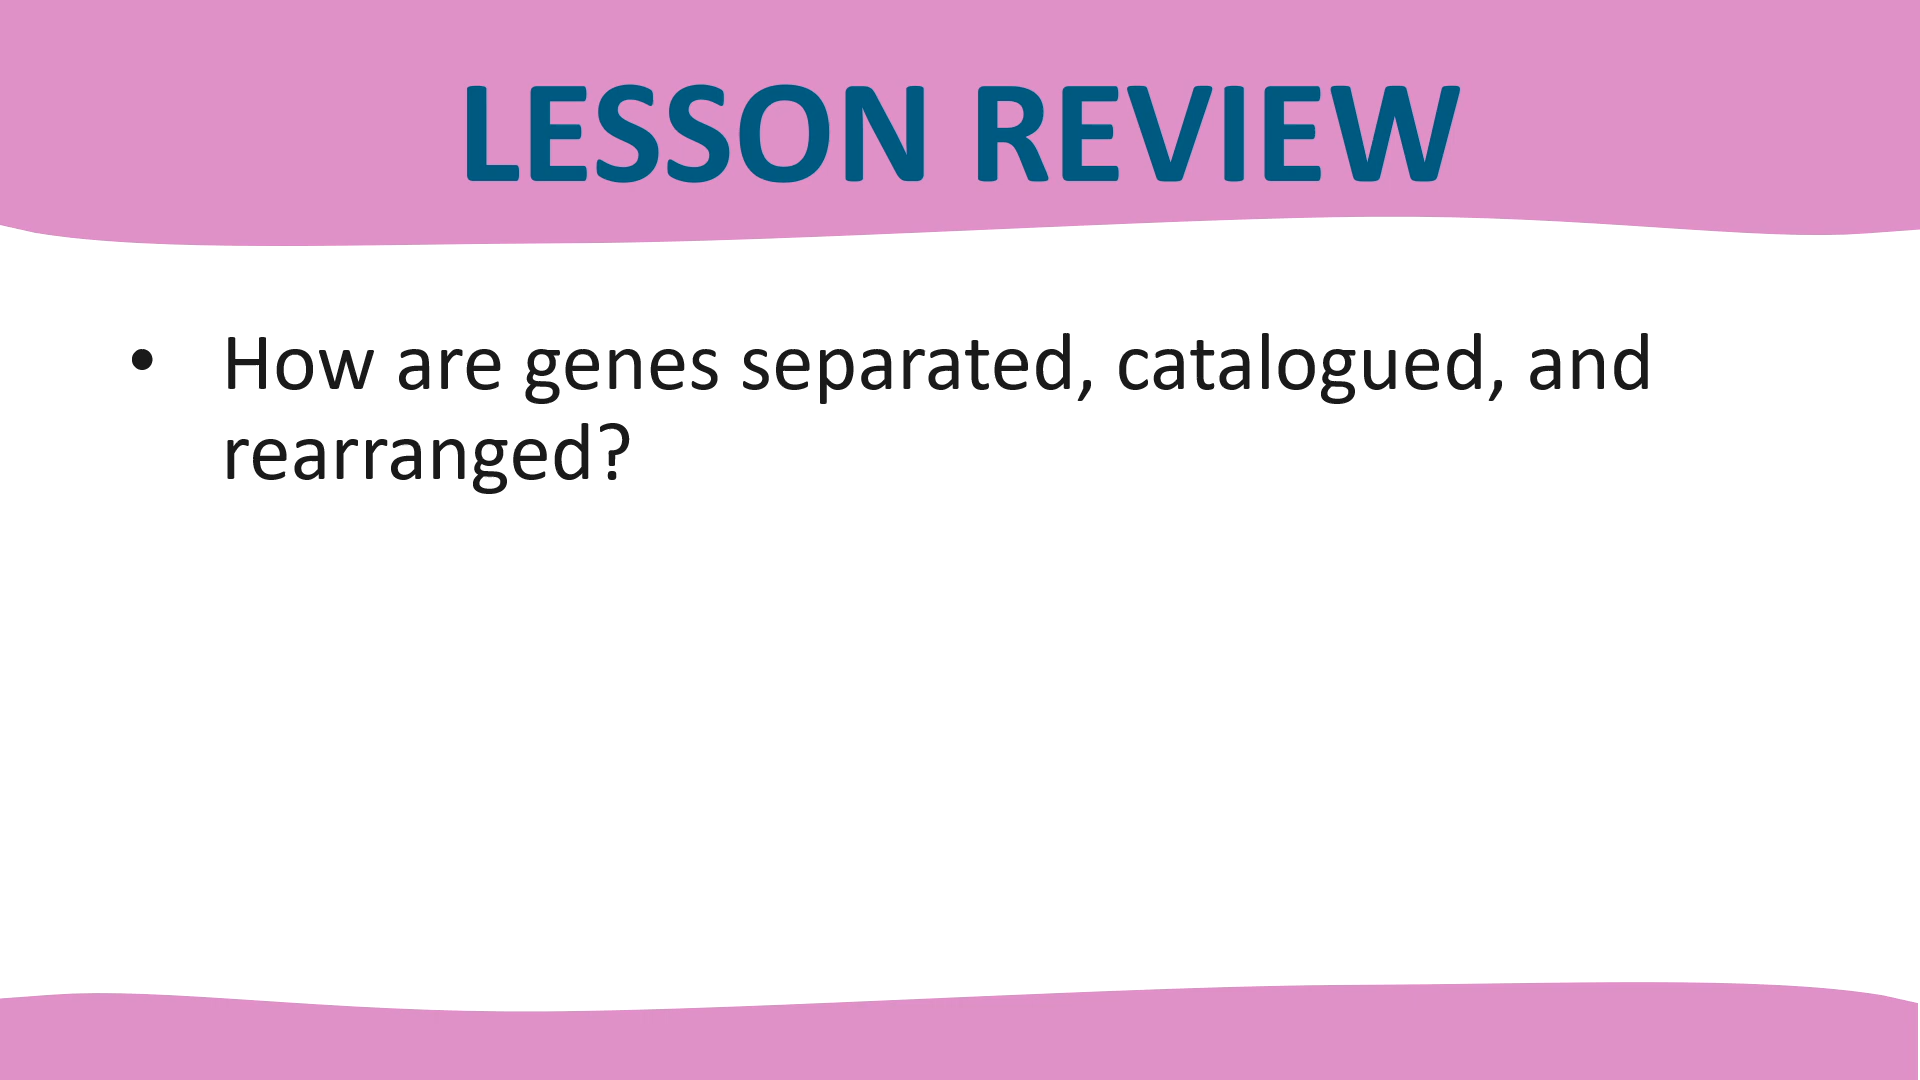 LESSON REVIEW
• How are genes separated, catalogued, and
rearranged?